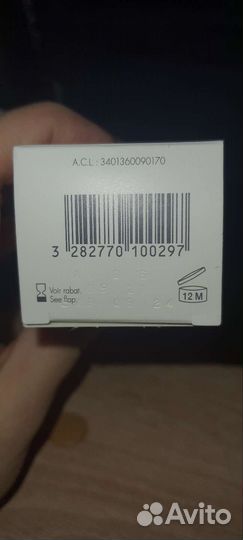 A.C.L : 3401360090170
3 282770 100297
Voir rabat.
See flap.
12 M
Avito